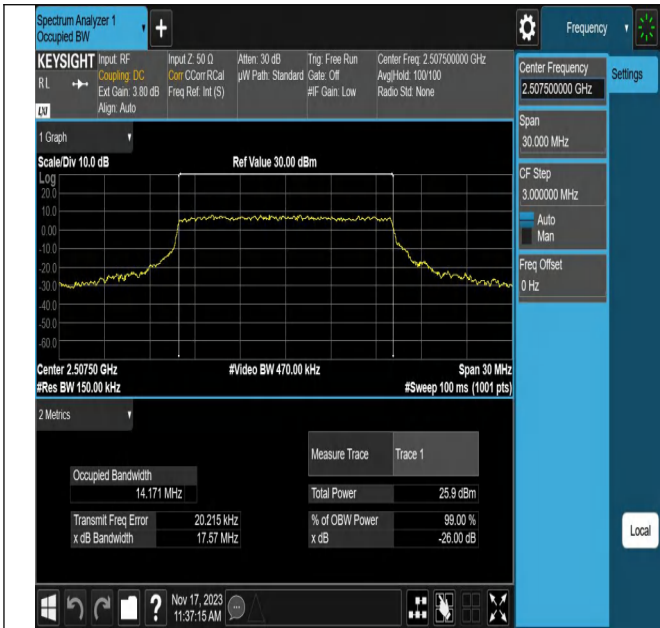 Spectrum Analyzer 1
Occupied BW
Frequency
KEYSIGHT
RL
LXI
Input: RF
Coupling: DC
Ext Gain: 3.80 dB
Align: Auto
Input Z: 50 Ω
Corr CCorr RCal
Freq Ref: Int (S)
Atten: 30 dB
µW Path: Standard
Trig: Free Run
Gate: Off
#IF Gain: Low
Center Freq: 2.507500000 GHz
Avg|Hold: 100/100
Radio Std: None
Center Frequency
2.507500000 GHz
Settings
Span
30.000 MHz
CF Step
3.000000 MHz
Auto
Man
Freq Offset
0 Hz
Local
1 Graph
Scale/Div 10.0 dB
Ref Value 30.00 dBm
Log
20.0
10.0
0.00
-10.0
-20.0
-30.0
-40.0
-50.0
-60.0
Center 2.50750 GHz
#Video BW 470.00 kHz
Span 30 MHz
#Res BW 150.00 kHz
#Sweep 100 ms (1001 pts)
2 Metrics
Measure Trace
Trace 1
Occupied Bandwidth
14.171 MHz
Total Power
25.9 dBm
Transmit Freq Error
20.215 kHz
% of OBW Power
99.00 %
x dB Bandwidth
17.57 MHz
x dB
-26.00 dB
Nov 17, 2023
11:37:15 AM